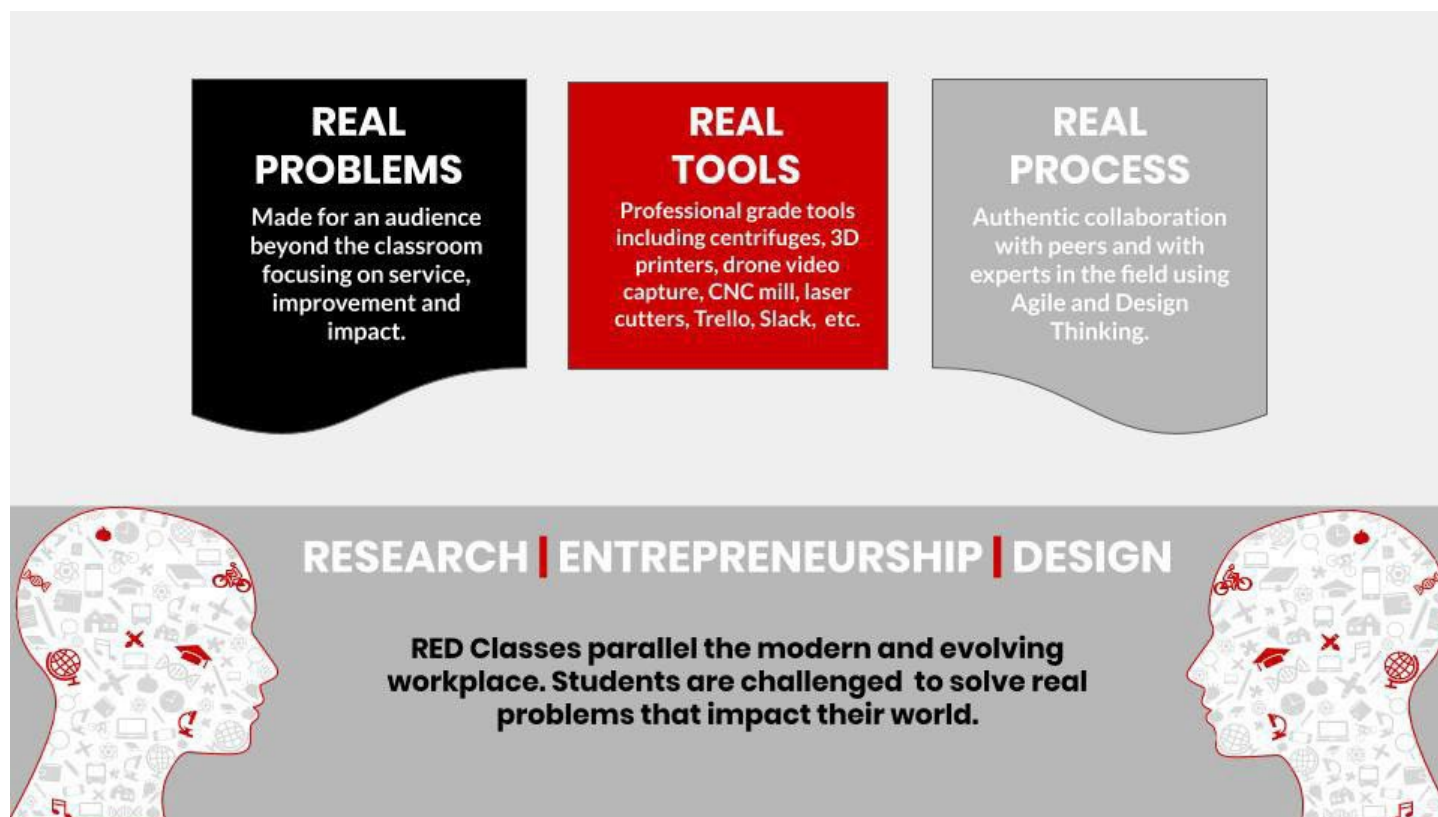 REAL
PROBLEMS
Made for an audience
beyond the classroom
focusing on service,
improvement and
impact.
REAL
TOOLS
Professional grade tools
including centrifuges, 3D
printers, drone video
capture, CNC mill, laser
cutters, Trello, Slack, etc.
REAL
PROCESS
Authentic collaboration
with peers and with
experts in the field using
Agile and Design
Thinking.
RESEARCH | ENTREPRENEURSHIP | DESIGN
RED Classes parallel the modern and evolving
workplace. Students are challenged to solve real
problems that impact their world.